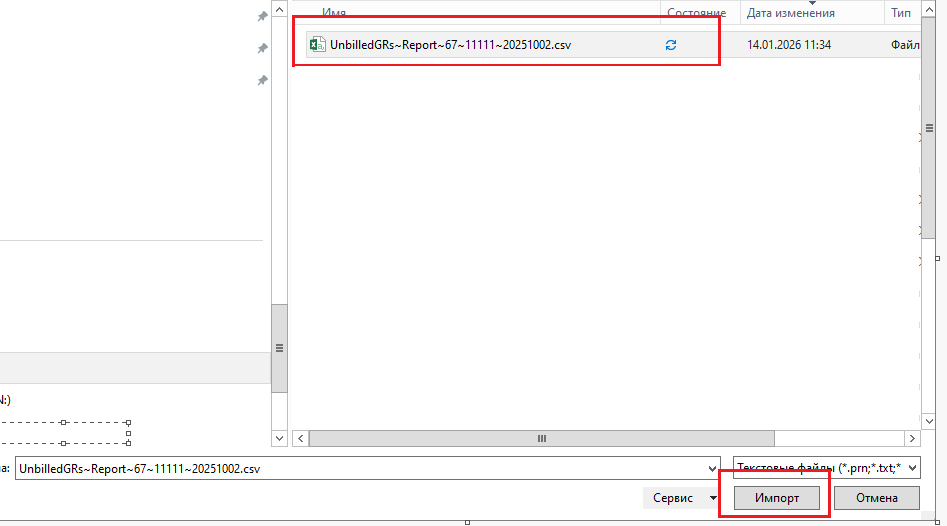 Имя Состояние Дата изменения Тип
UnbilledGRs~Report~67~11111~20251002.csv 14.01.2026 11:34 Файл
N:)
на: UnbilledGRs~Report~67~11111~20251002.csv Текстовые файлы (*.prn;*.txt;*
Сервис Импорт Отмена